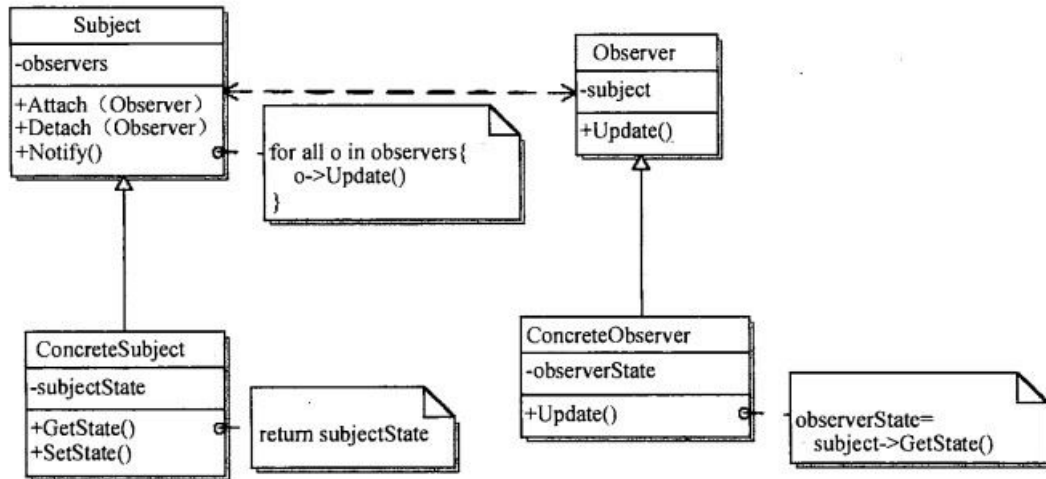 Subject
-observers
+Attach（Observer）
+Detach（Observer）
+Notify()
for all o in observers{
o->Update()
}
Observer
-subject
+Update()
ConcreteSubject
-subjectState
+GetState()
+SetState()
return subjectState
ConcreteObserver
-observerState
+Update()
observerState=
subject->GetState()